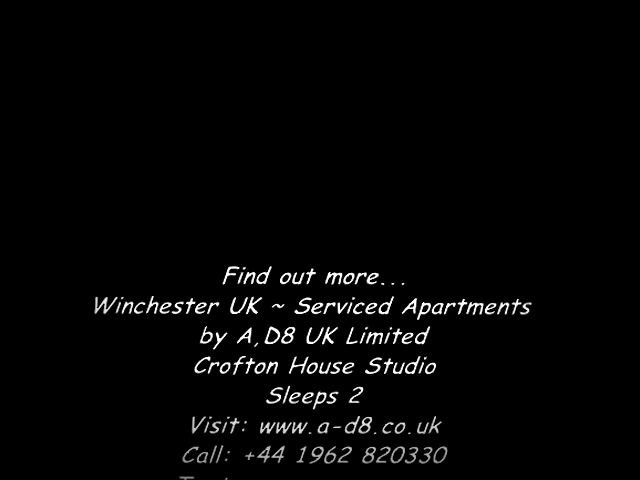 Find out more...
Winchester UK ~ Serviced Apartments
by A,D8 UK Limited
Crofton House Studio
Sleeps 2
Visit: www.a-d8.co.uk
Call: +44 1962 820330